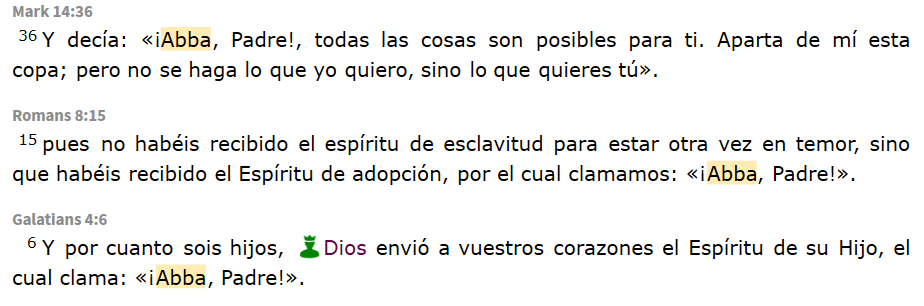 Mark 14:36
36 Y decía: «¡Abba, Padre!, todas las cosas son posibles para ti. Aparta de mí esta
copa; pero no se haga lo que yo quiero, sino lo que quieres tú».
Romans 8:15
15 pues no habéis recibido el espíritu de esclavitud para estar otra vez en temor, sino
que habéis recibido el Espíritu de adopción, por el cual clamamos: «¡Abba, Padre!».
Galatians 4:6
6 Y por cuanto sois hijos, Dios envió a vuestros corazones el Espíritu de su Hijo, el
cual clama: «¡Abba, Padre!».